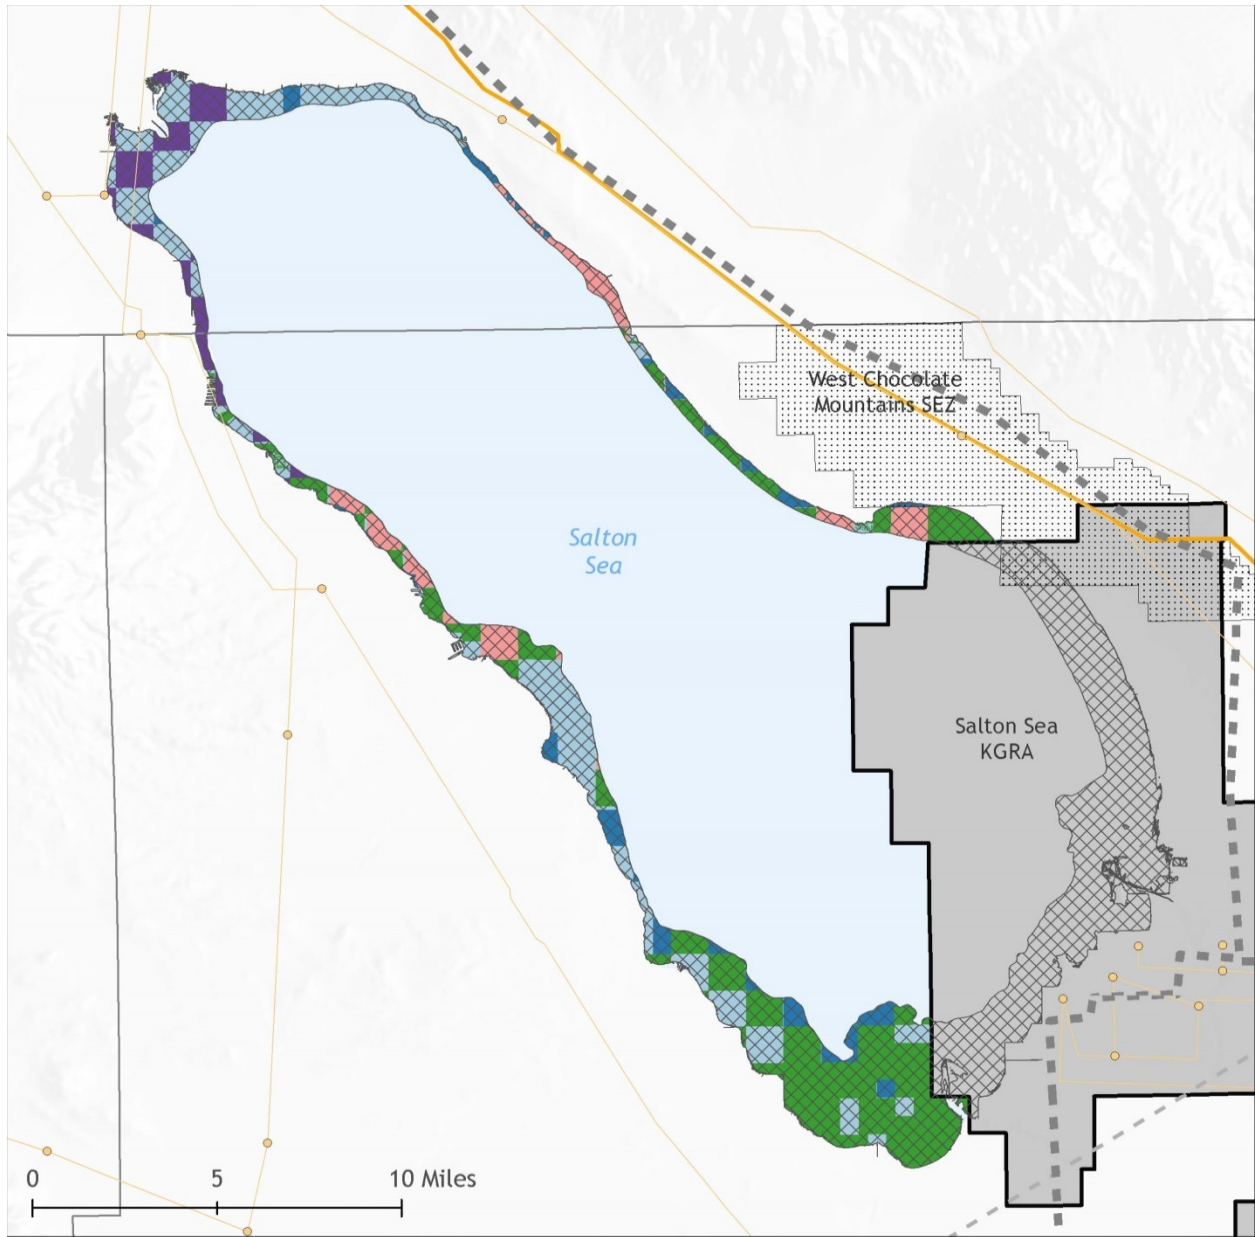 West Chocolate
Mountains SEZ
Salton
Sea
Salton Sea
KGRA
0 5 10 Miles